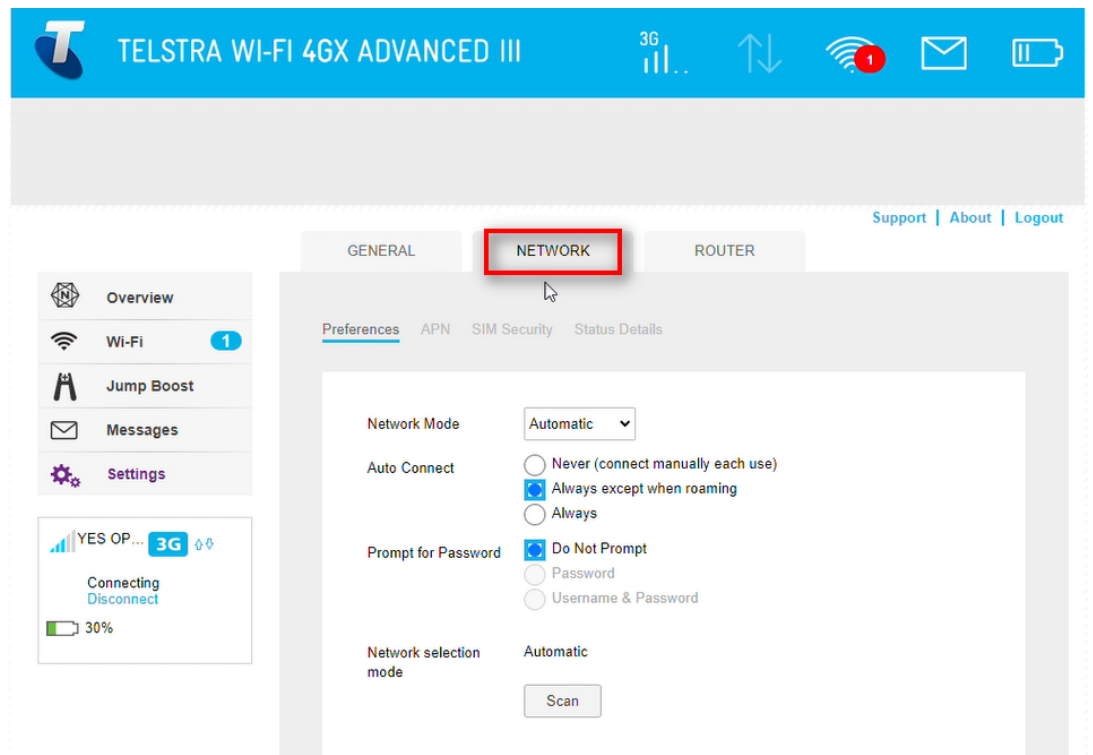 TELSTRA WI-FI 4GX ADVANCED III
3G
1
Support | About | Logout
GENERAL NETWORK ROUTER
Overview
Wi-Fi 1
Jump Boost
Messages
Settings
YES OP... 3G
Connecting
Disconnect
30%
Preferences APN SIM Security Status Details
Network Mode Automatic
Auto Connect Never (connect manually each use)
Always except when roaming
Always
Prompt for Password Do Not Prompt
Password
Username & Password
Network selection mode Automatic
Scan